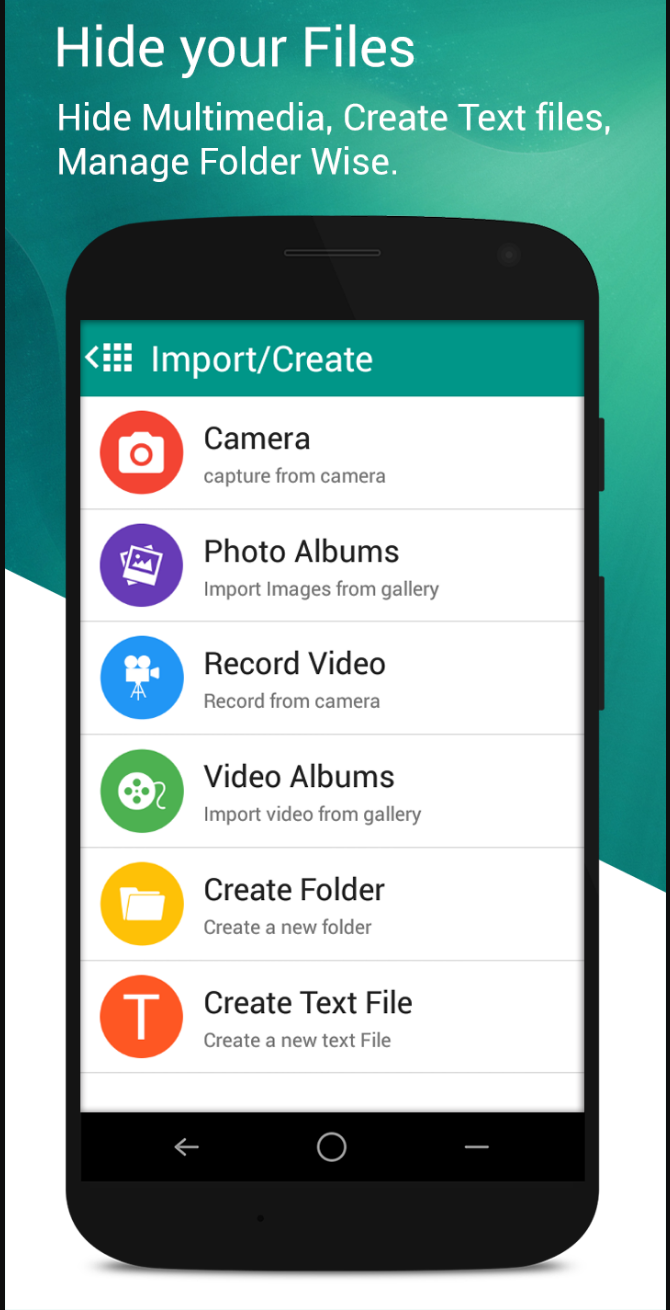 Hide your Files
Hide Multimedia, Create Text files,
Manage Folder Wise.
Import/Create
Camera
capture from camera
Photo Albums
Import Images from gallery
Record Video
Record from camera
Video Albums
Import video from gallery
Create Folder
Create a new folder
T
Create Text File
Create a new text File